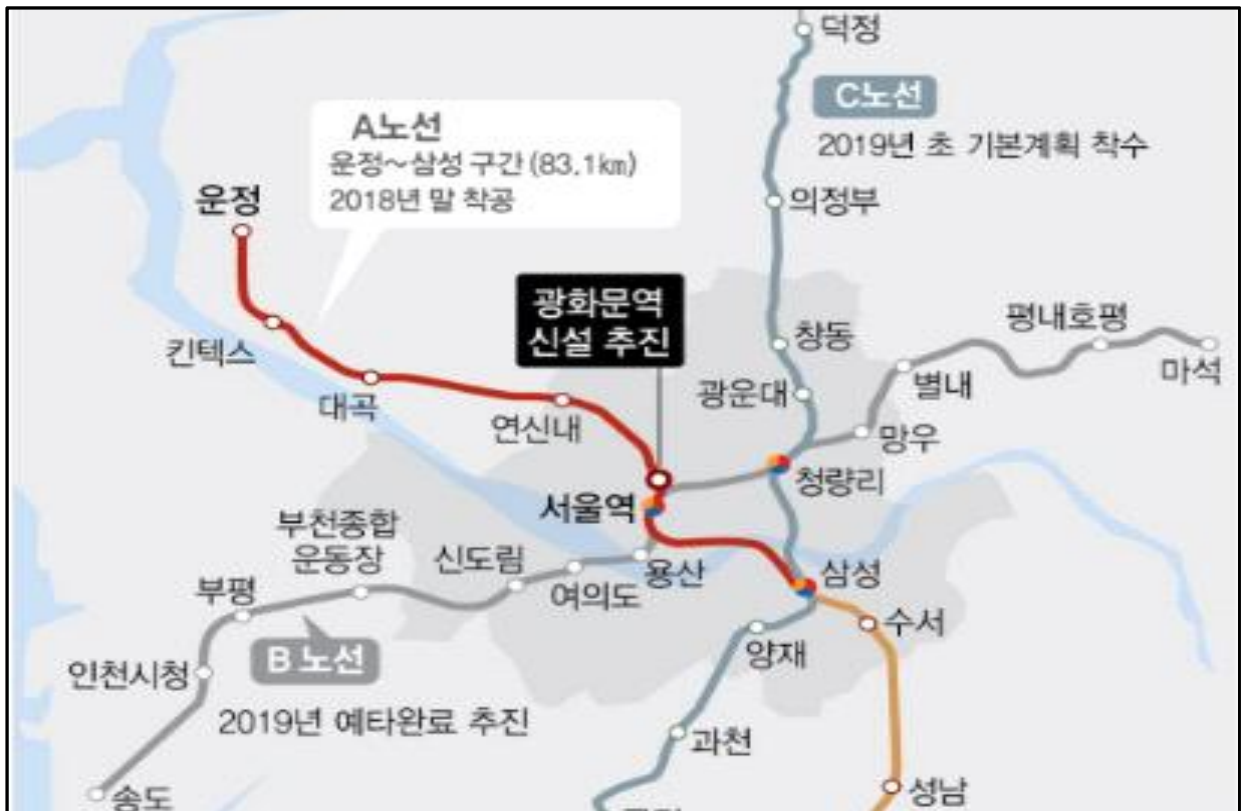 덕정
C노선
2019년 초 기본계획 착수
A노선
운정~삼성 구간 (83.1km)
2018년 말 착공
운정
의정부
광화문역
신설 추진
창동
평내호평
킨텍스
마석
별내
광운대
대곡
연신내
망우
청량리
서울역
부천종합
운동장
신도림
용산
삼성
여의도
부평
수서
양재
B 노선
인천시청
2019년 예타완료 추진
과천
성남
송도